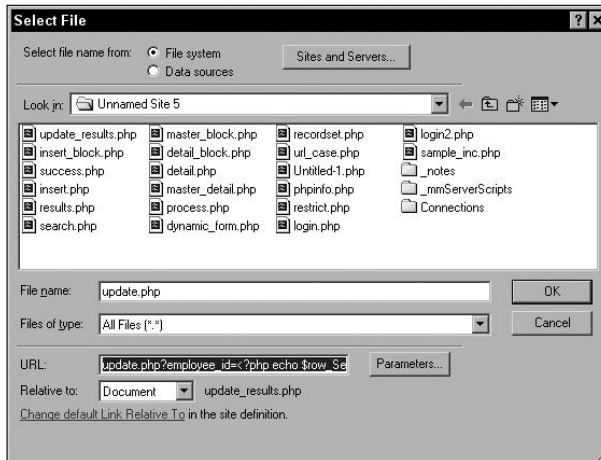 Select File
Select file name from: File system Sites and Servers...
Data sources
Look in: Unnamed Site 5
update_results.php master_block.php recordset.php login2.php
insert_block.php detail_block.php url_case.php sample_inc.php
success.php detail.php Untitled-1.php _notes
insert.php master_detail.php phpinfo.php _mmServerScripts
results.php process.php restrict.php Connections
search.php dynamic_form.php login.php
File name: update.php OK
Files of type: All Files (*.*) Cancel
URL: update.php?employee_id=<?php echo $row_Se Parameters...
Relative to: Document update_results.php
Change default Link Relative To in the site definition.